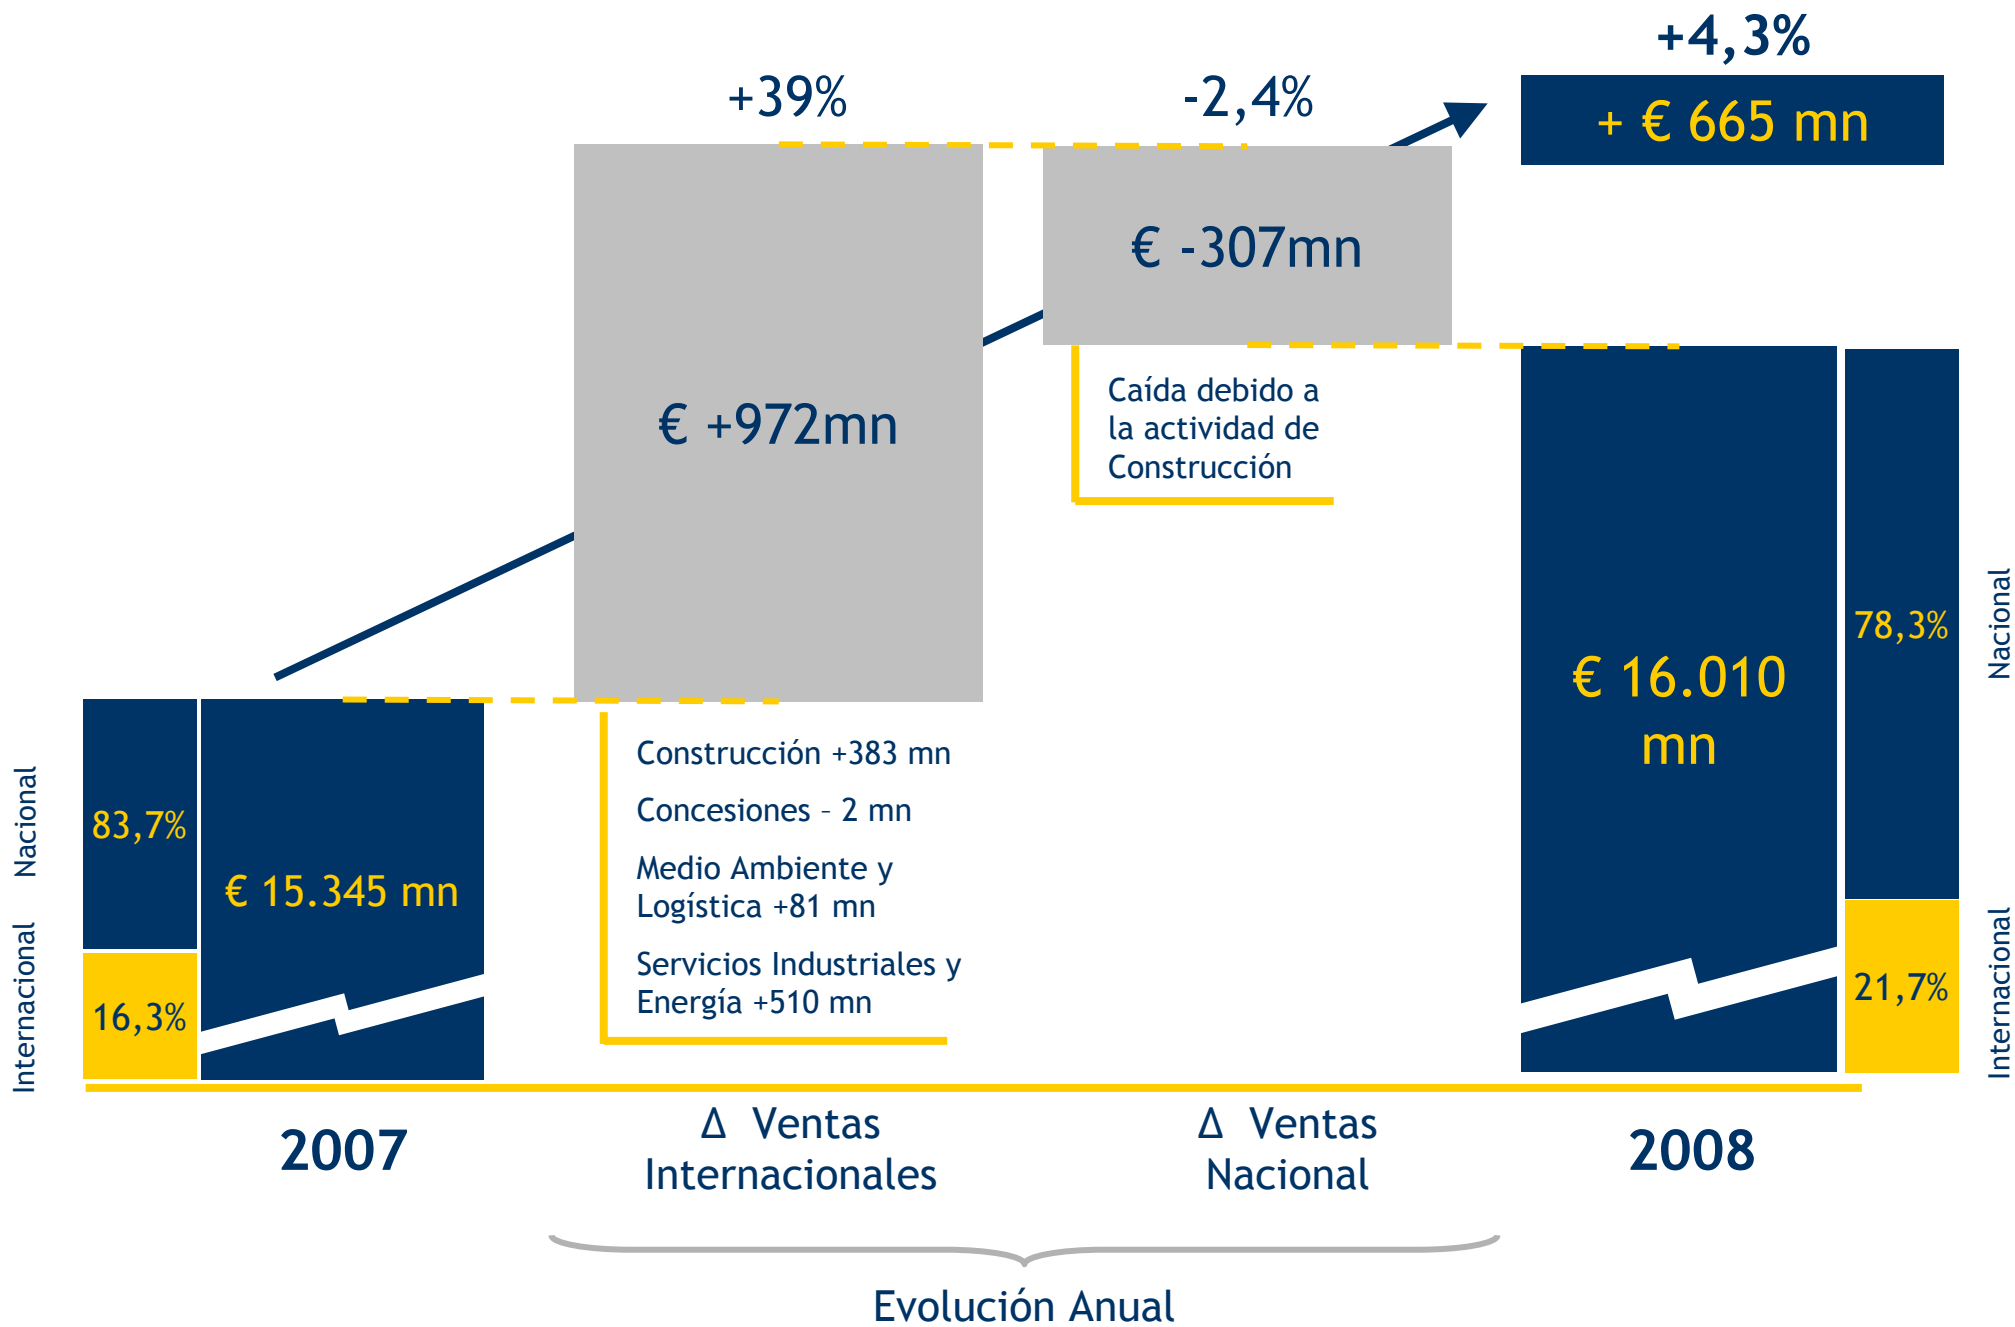 +4,3%
+39%
-2,4%
+ € 665 mn
€ -307mn
€ +972mn
Caída debido a
la actividad de
Construcción
Nacional
78,3%
€ 16.010
mn
Construcción +383 mn
Concesiones – 2 mn
Medio Ambiente y
Logística +81 mn
Servicios Industriales y
Energía +510 mn
Nacional
83,7%
€ 15.345 mn
Internacional
16,3%
21,7%
Internacional
2007
Δ Ventas
Internacionales
Δ Ventas
Nacional
2008
Evolución Anual